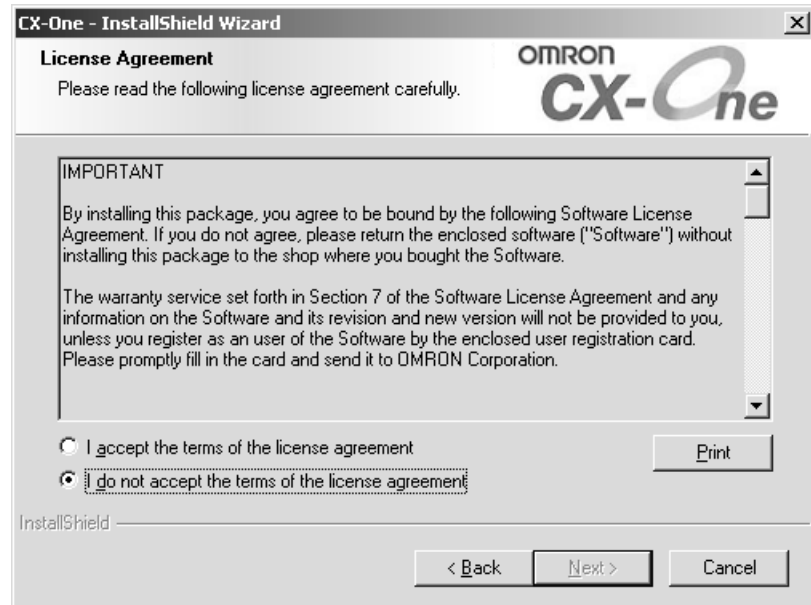 CX-One - InstallShield Wizard
License Agreement
Please read the following license agreement carefully.
OMRON
CX-One
IMPORTANT
By installing this package, you agree to be bound by the following Software License
Agreement. If you do not agree, please return the enclosed software ("Software") without
installing this package to the shop where you bought the Software.
The warranty service set forth in Section 7 of the Software License Agreement and any
information on the Software and its revision and new version will not be provided to you,
unless you register as an user of the Software by the enclosed user registration card.
Please promptly fill in the card and send it to OMRON Corporation.
I accept the terms of the license agreement
Print
I do not accept the terms of the license agreement
InstallShield
< Back
Next >
Cancel